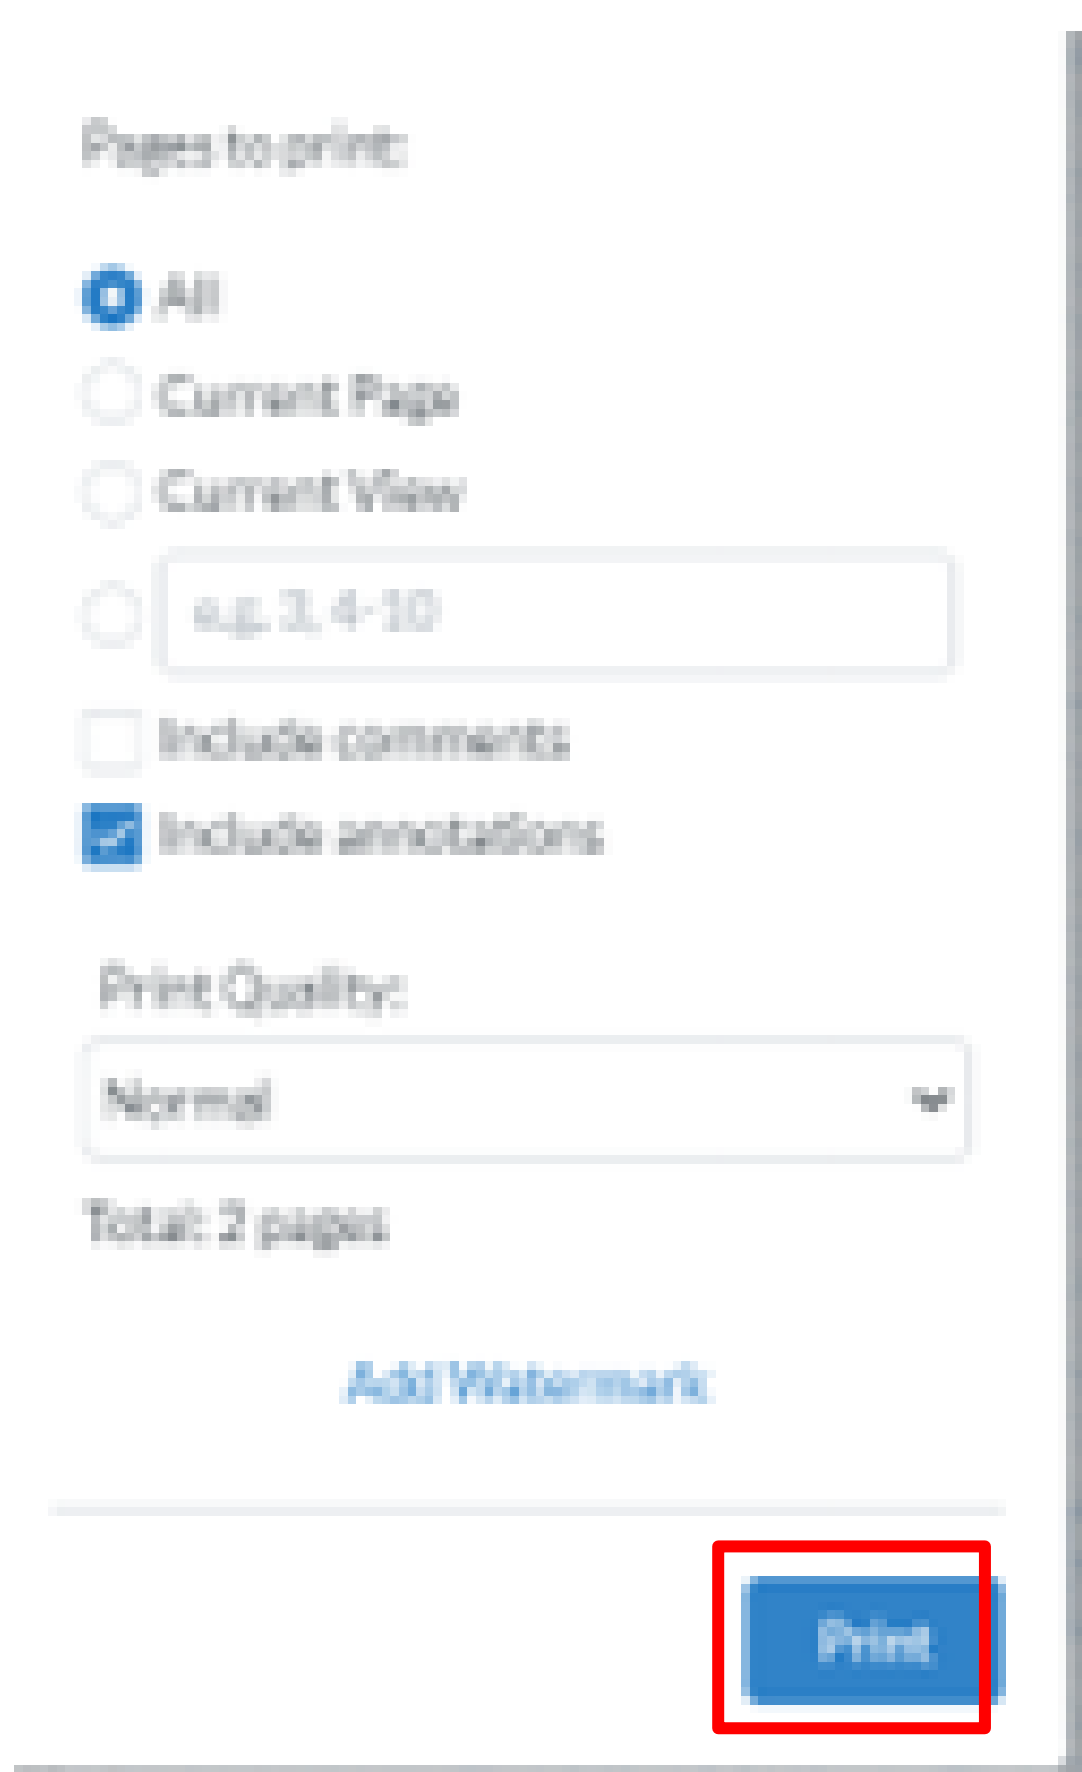 Pages to print:
All
Current Page
Current View
e.g. 3, 4-10
Include comments
Include annotations
Print Quality:
Normal
Total: 2 pages
Add Watermark
Print